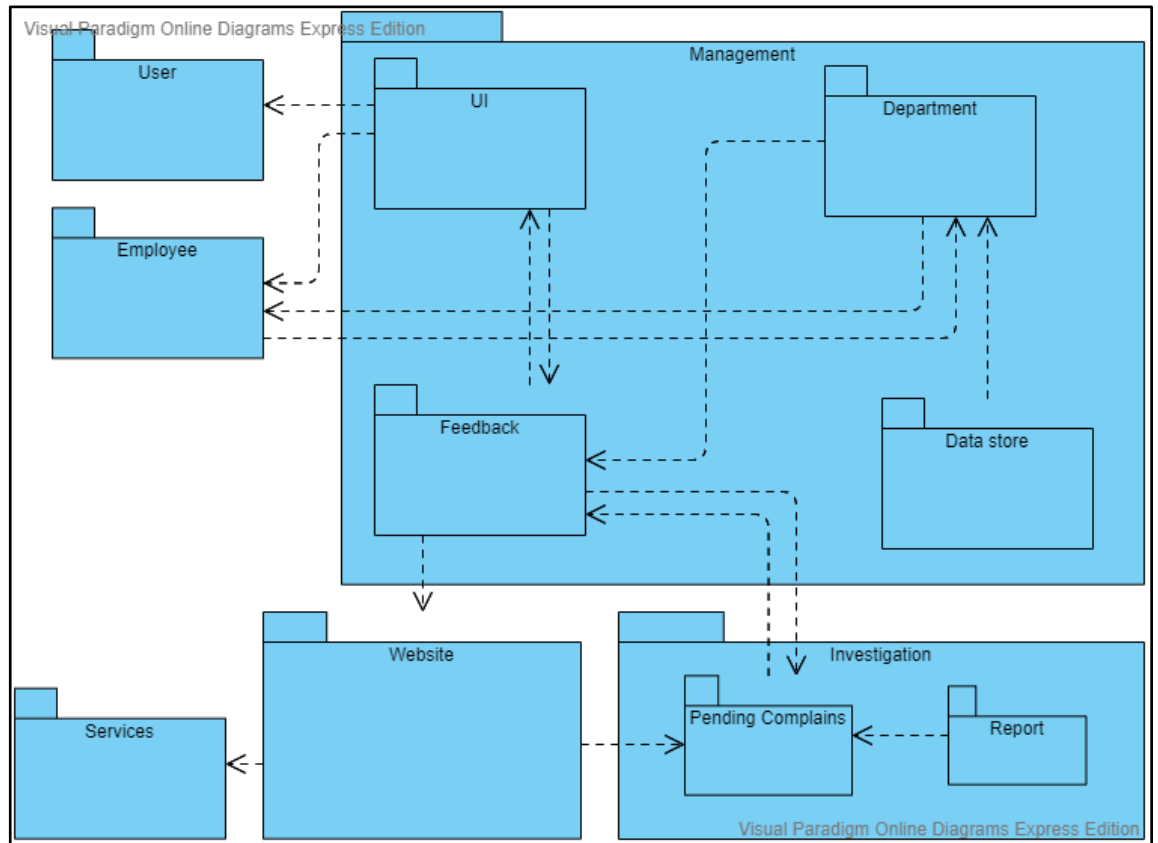 Visual Paradigm Online Diagrams Express Edition
Management
User
UI
Department
Employee
Feedback
Data store
Website
Investigation
Services
Pending Complains
Report
Visual Paradigm Online Diagrams Express Edition